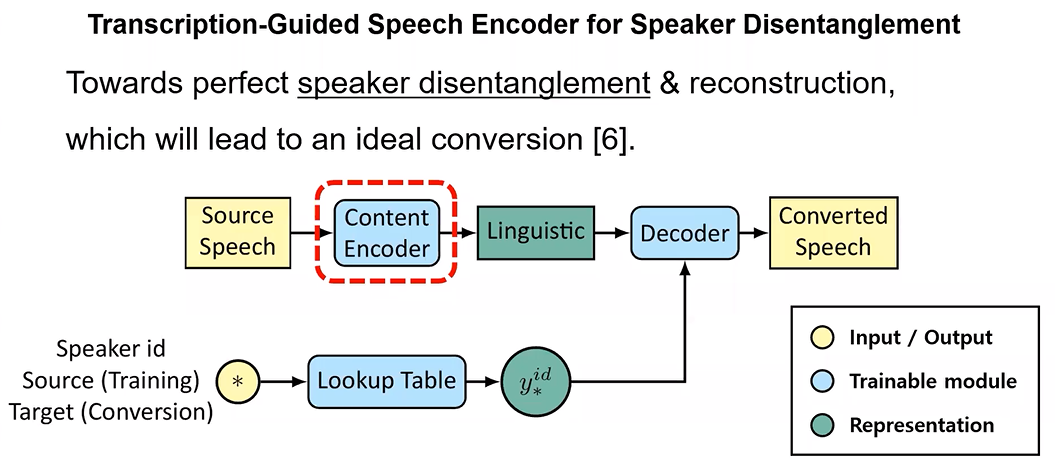 Transcription-Guided Speech Encoder for Speaker Disentanglement
Towards perfect speaker disentanglement & reconstruction,
which will lead to an ideal conversion [6].
Source
Speech
Content
Encoder
Linguistic
Decoder
Converted
Speech
Speaker id
Source (Training)
Target (Conversion)
*
Lookup Table
y_*^{id}
Input / Output
Trainable module
Representation